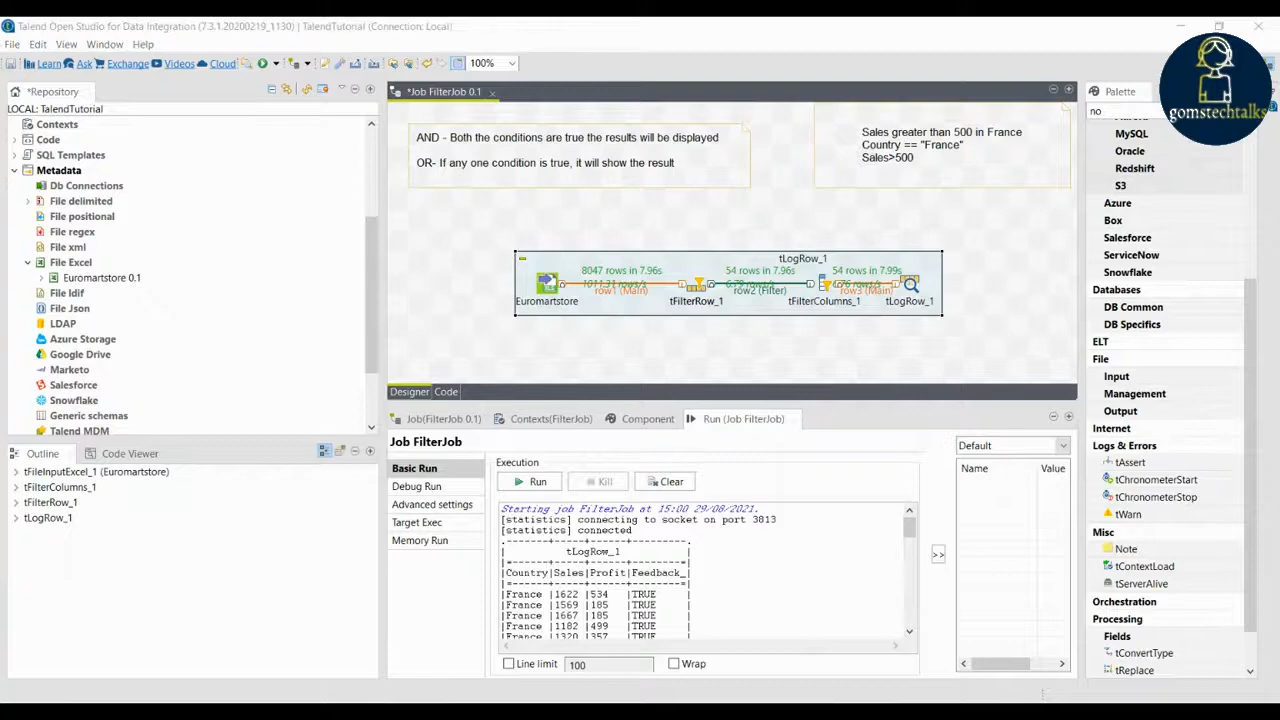 Talend Open Studio for Data Integration (7.3.1.20200219_1130) | TalendTutorial (Connection: Local)
File Edit View Window Help
Learn Ask Exchange Videos Cloud 100%
*Repository
LOCAL: TalendTutorial
Contexts
Code
SQL Templates
Metadata
Db Connections
File delimited
File positional
File regex
File xml
File Excel
Euromartstore 0.1
File ldif
File Json
LDAP
Azure Storage
Google Drive
Marketo
Salesforce
Snowflake
Generic schemas
Talend MDM
Outline Code Viewer
tFileInputExcel_1 (Euromartstore)
tFilterColumns_1
tFilterRow_1
tLogRow_1
*Job FilterJob 0.1
AND - Both the conditions are true the results will be displayed
OR- If any one condition is true, it will show the result
Sales greater than 500 in France
Country == "France"
Sales>500
tLogRow_1
8047 rows in 7.96s 54 rows in 7.96s 54 rows in 7.99s
row1 (Main) row2 (Filter) row3 (Main)
Euromartstore tFilterRow_1 tFilterColumns_1 tLogRow_1
Designer Code
Job(FilterJob 0.1) Contexts(FilterJob) Component Run (Job FilterJob)
Job FilterJob
Basic Run
Debug Run
Advanced settings
Target Exec
Memory Run
Execution
Run Kill Clear
Starting job FilterJob at 15:00 29/08/2021.
[statistics] connecting to socket on port 3813
[statistics] connected
tLogRow_1
|Country|Sales|Profit|Feedback_|
|France |1622 |534 |TRUE |
|France |1569 |185 |TRUE |
|France |1667 |185 |TRUE |
|France |1182 |499 |TRUE |
|France |1320 |357 |TRUE |
Line limit 100 Wrap
Default
Name Value
>>
Palette
no
MySQL
Oracle
Redshift
S3
Azure
Box
Salesforce
ServiceNow
Snowflake
Databases
DB Common
DB Specifics
ELT
File
Input
Management
Output
Internet
Logs & Errors
tAssert
tChronometerStart
tChronometerStop
tWarn
Misc
Note
tContextLoad
tServerAlive
Orchestration
Processing
Fields
tConvertType
tReplace
gomstechtalks